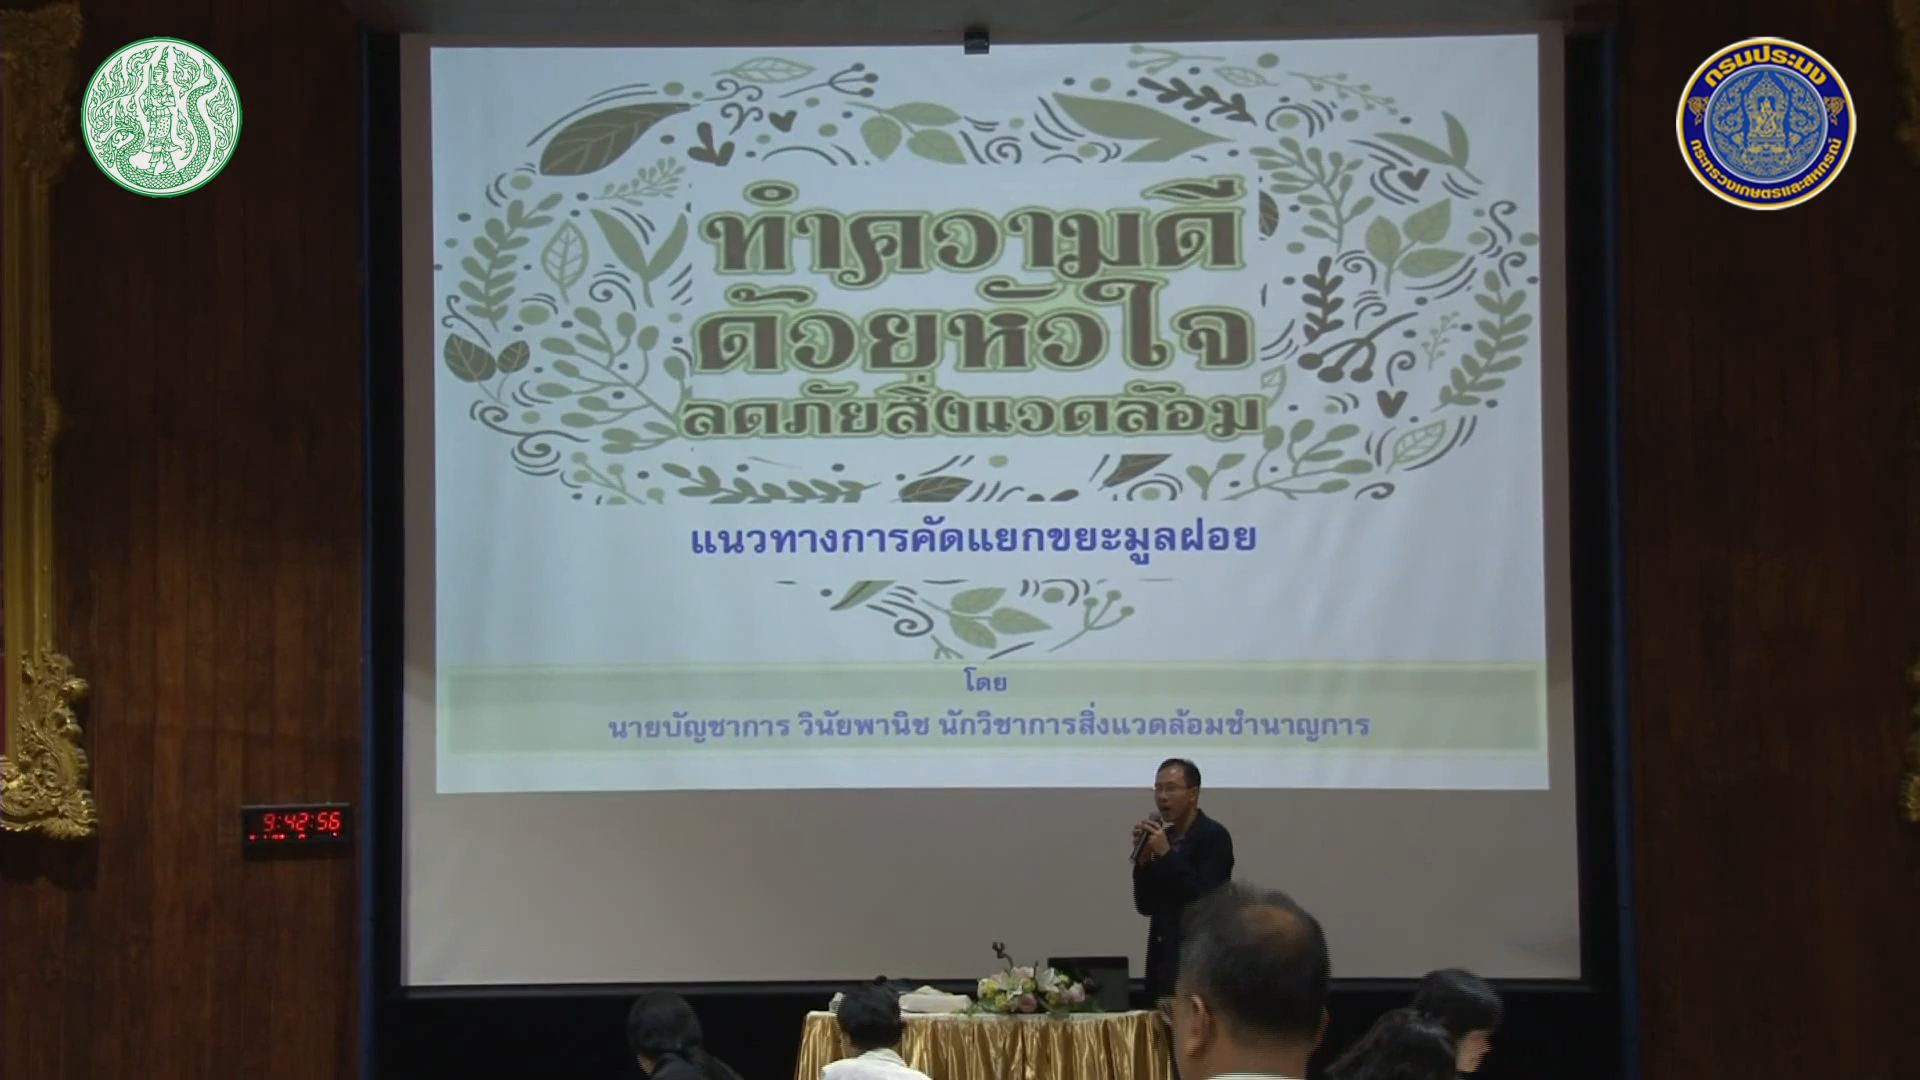 กรมประมง
กระทรวงเกษตรและสหกรณ์
ทำความดี
ด้วยหัวใจ
ลดภัยสิ่งแวดล้อม
แนวทางการคัดแยกขยะมูลฝอย
โดย
นายบัญชาการ วินัยพานิช นักวิชาการสิ่งแวดล้อมชำนาญการ
9:42:56